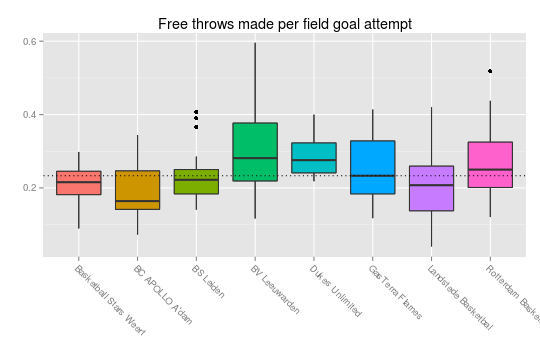 Free throws made per field goal attempt
0.6
0.4
0.2
Basketball Stars Weert
BC APOLLO A'dam
BS Leiden
BV Leeuwarden
Dukes Unlimited
GasTerra Flames
Landstede Basketbal
Rotterdam Baske